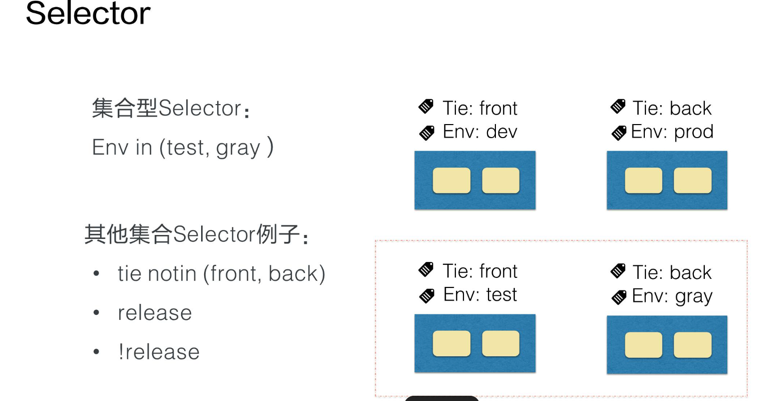 Selector
集合型Selector：
Env in (test, gray ）
其他集合Selector例子：
• tie notin (front, back)
• release
• !release
Tie: front
Env: dev
Tie: back
Env: prod
Tie: front
Env: test
Tie: back
Env: gray